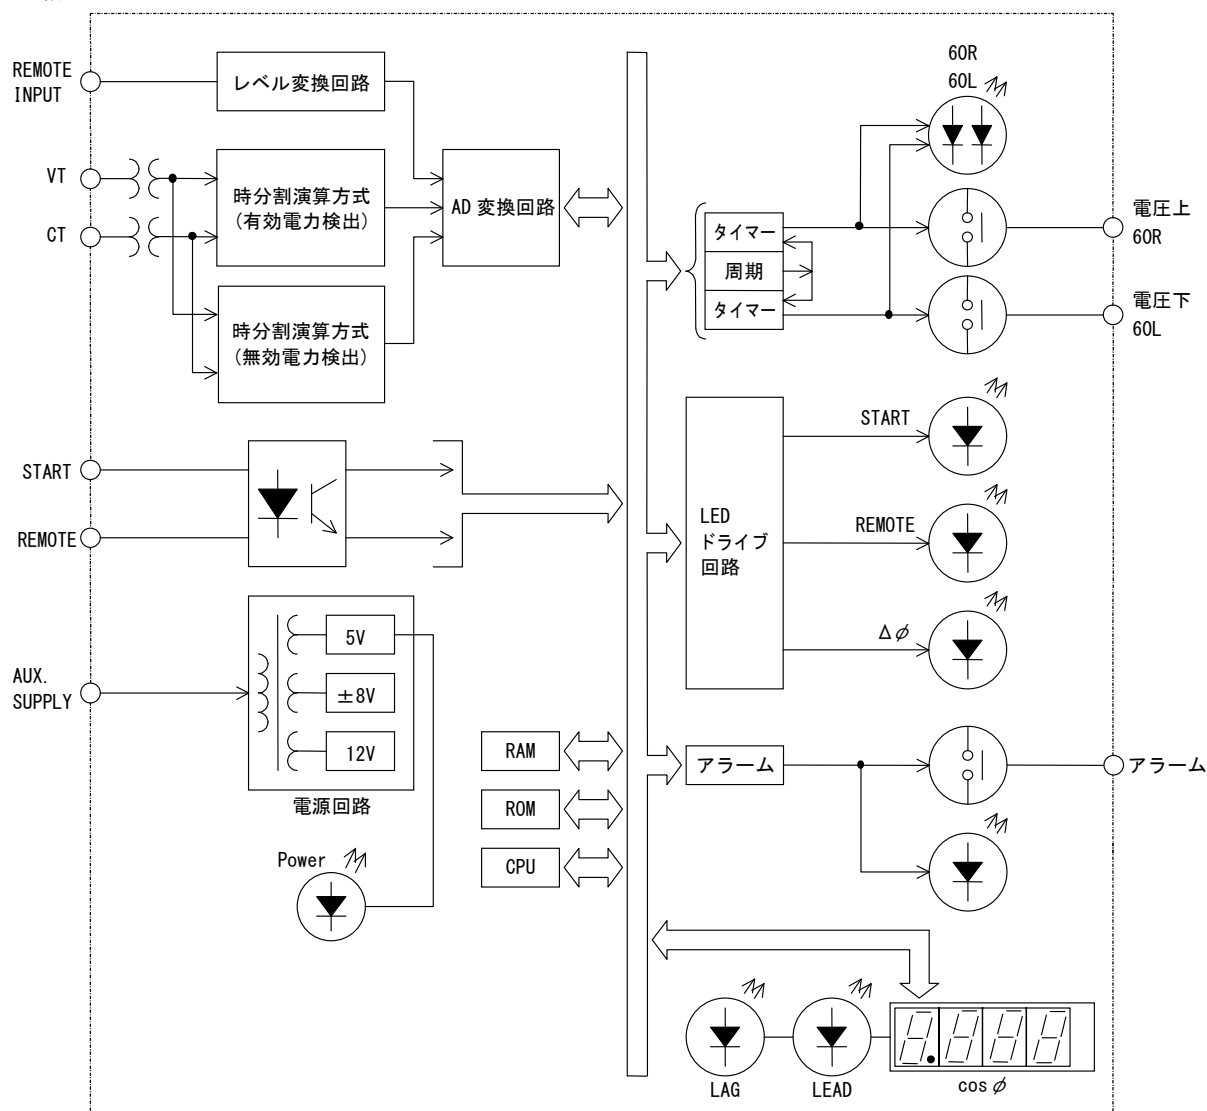 REMOTE
INPUT
レベル変換回路
VT
CT
時分割演算方式
(有効電力検出)
AD 変換回路
時分割演算方式
(無効電力検出)
60R
60L
タイマー
周期
タイマー
電圧上
60R
電圧下
60L
START
REMOTE
LED
ドライブ
回路
START
REMOTE
Δφ
AUX.
SUPPLY
5V
±8V
12V
電源回路
Power
RAM
ROM
CPU
アラーム
アラーム
LAG
LEAD
8.888
cosφ